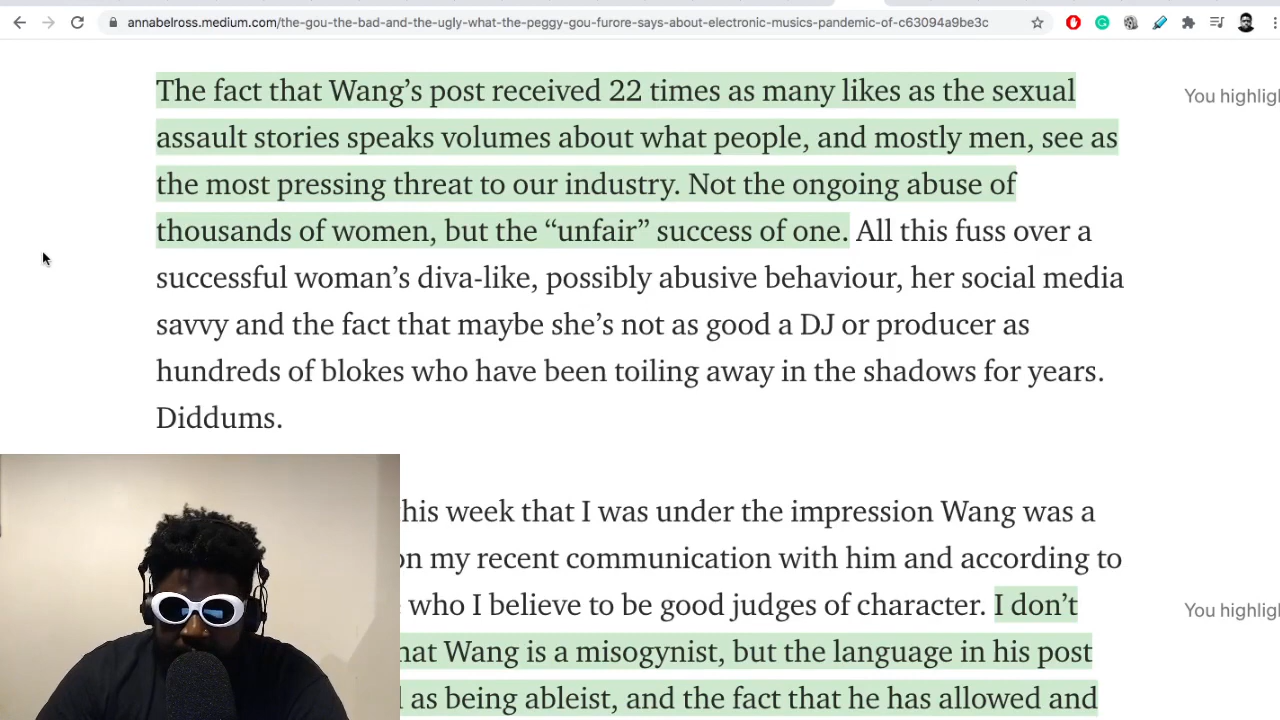 annabelross.medium.com/the-gou-the-bad-and-the-ugly-what-the-peggy-gou-furore-says-about-electronic-musics-pandemic-of-c63094a9be3c
The fact that Wang’s post received 22 times as many likes as the sexual
You highligh
assault stories speaks volumes about what people, and mostly men, see as
the most pressing threat to our industry. Not the ongoing abuse of
thousands of women, but the “unfair” success of one. All this fuss over a
successful woman’s diva-like, possibly abusive behaviour, her social media
savvy and the fact that maybe she’s not as good a DJ or producer as
hundreds of blokes who have been toiling away in the shadows for years.
Diddums.
this week that I was under the impression Wang was a
on my recent communication with him and according to
who I believe to be good judges of character. I don’t
You highligh
hat Wang is a misogynist, but the language in his post
as being ableist, and the fact that he has allowed and